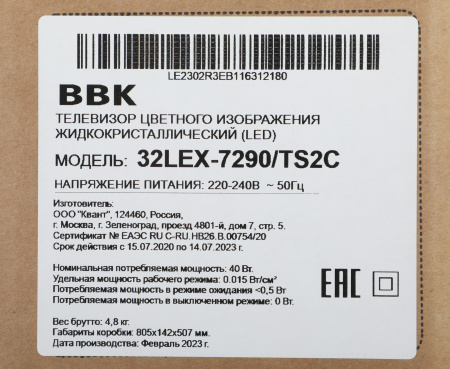 LE2302R3EB116312180
BBK
ТЕЛЕВИЗОР ЦВЕТНОГО ИЗОБРАЖЕНИЯ
ЖИДКОКРИСТАЛЛИЧЕСКИЙ (LED)
МОДЕЛЬ: 32LEX-7290/TS2C
НАПРЯЖЕНИЕ ПИТАНИЯ: 220-240В ~ 50Гц
Изготовитель:
ООО "Квант", 124460, Россия,
г. Москва, г. Зеленоград, проезд 4801-й, дом 7, стр. 5.
Сертификат № ЕАЭС RU C-RU.HB26.B.00754/20
Срок действия с 15.07.2020 по 14.07.2023 г.
Номинальная потребляемая мощность: 40 Вт.
Удельная мощность рабочего режима: 0.015 Вт/см²
Потребляемая мощность в режиме ожидания <0,5 Вт
Потребляемая мощность в выключенном режиме: 0 Вт.
EAC
Вес брутто: 4,8 кг.
Габариты коробки: 805x142x507 мм.
Дата производства: Февраль 2023 г.